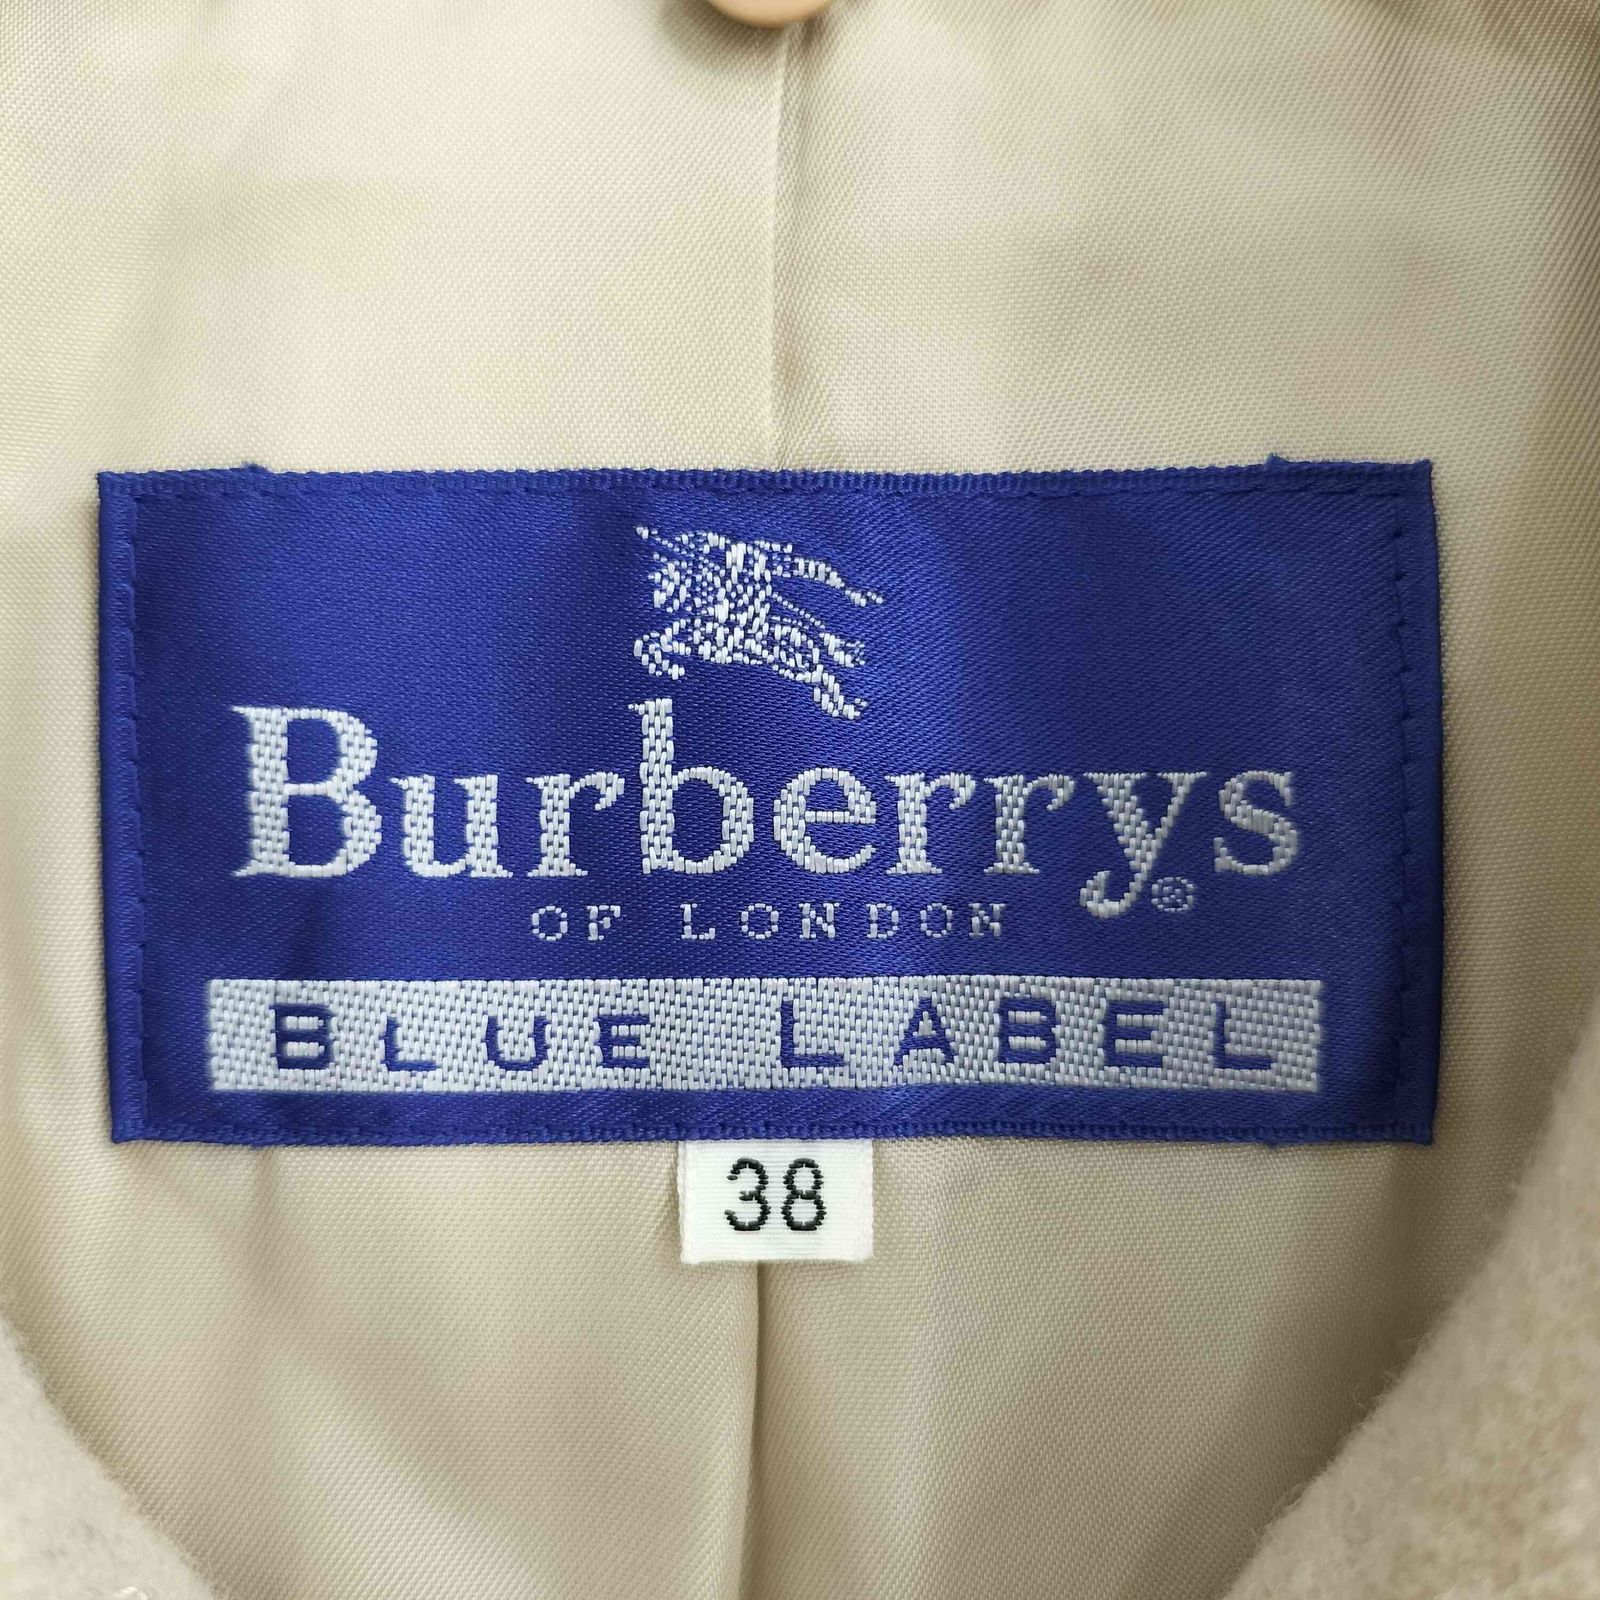 Burberrys®
OF LONDON
BLUE LABEL
38